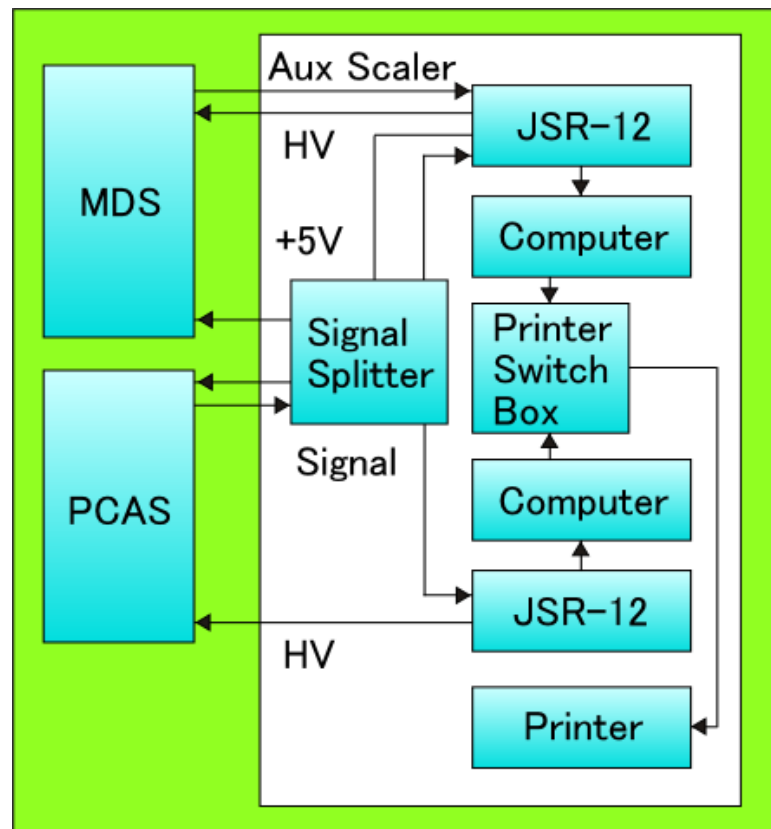 Aux Scaler
MDS
JSR-12
HV
Computer
+5V
Signal
Splitter
Printer
Switch
Box
Signal
PCAS
Computer
JSR-12
HV
Printer